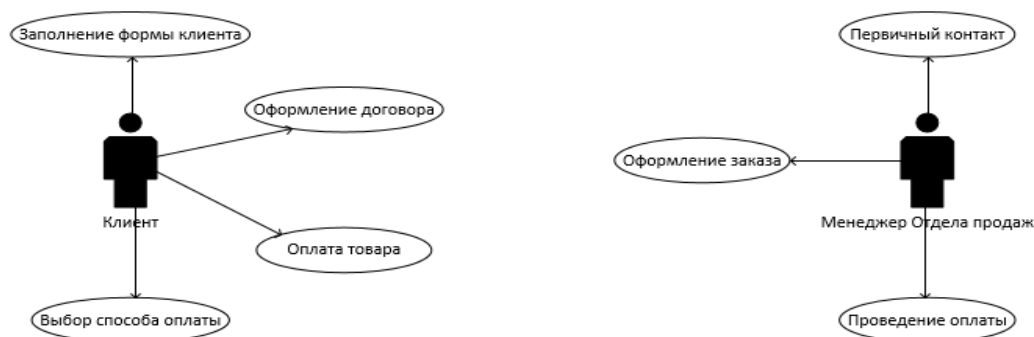 Заполнение формы клиента
Первичный контакт
Оформление договора
Оформление заказа
Клиент
Менеджер Отдела продаж
Оплата товара
Выбор способа оплаты
Проведение оплаты